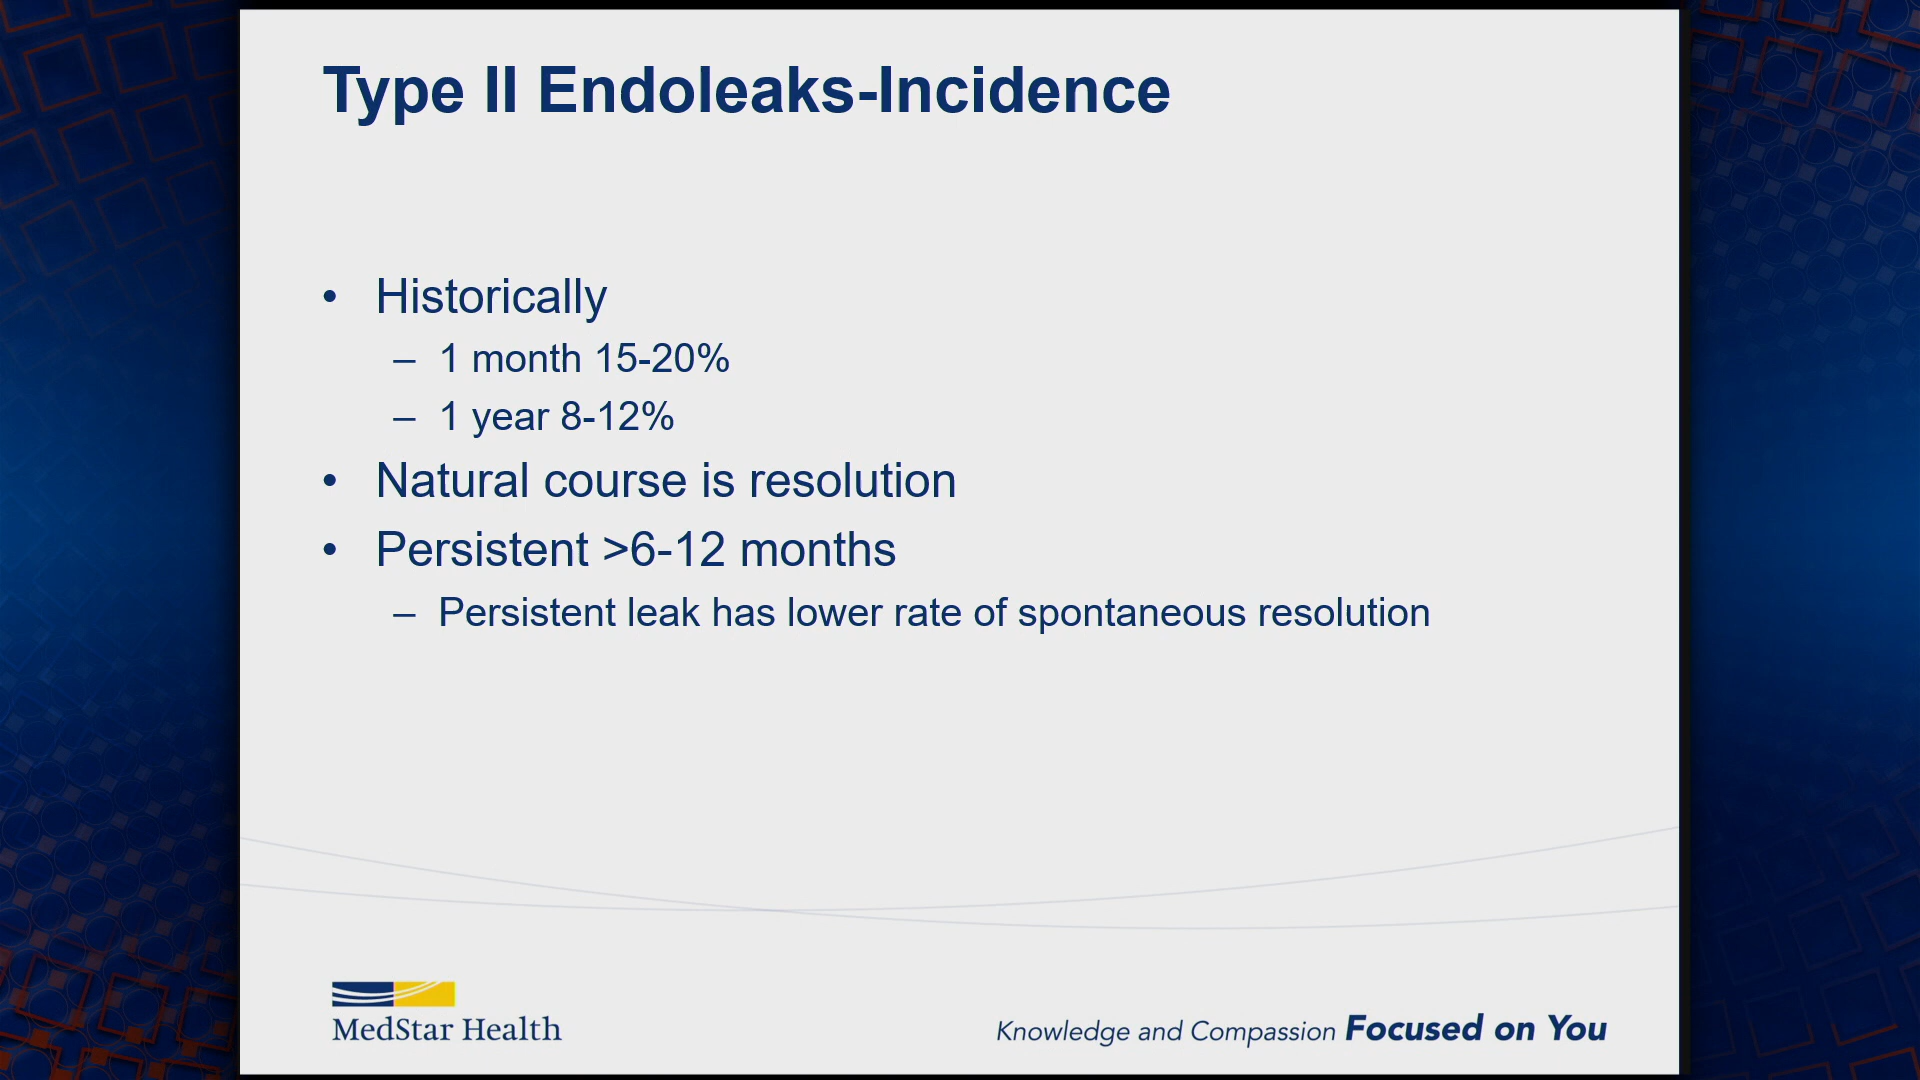 Type II Endoleaks-Incidence
• Historically
– 1 month 15-20%
– 1 year 8-12%
• Natural course is resolution
• Persistent >6-12 months
– Persistent leak has lower rate of spontaneous resolution
MedStar Health
Knowledge and Compassion Focused on You